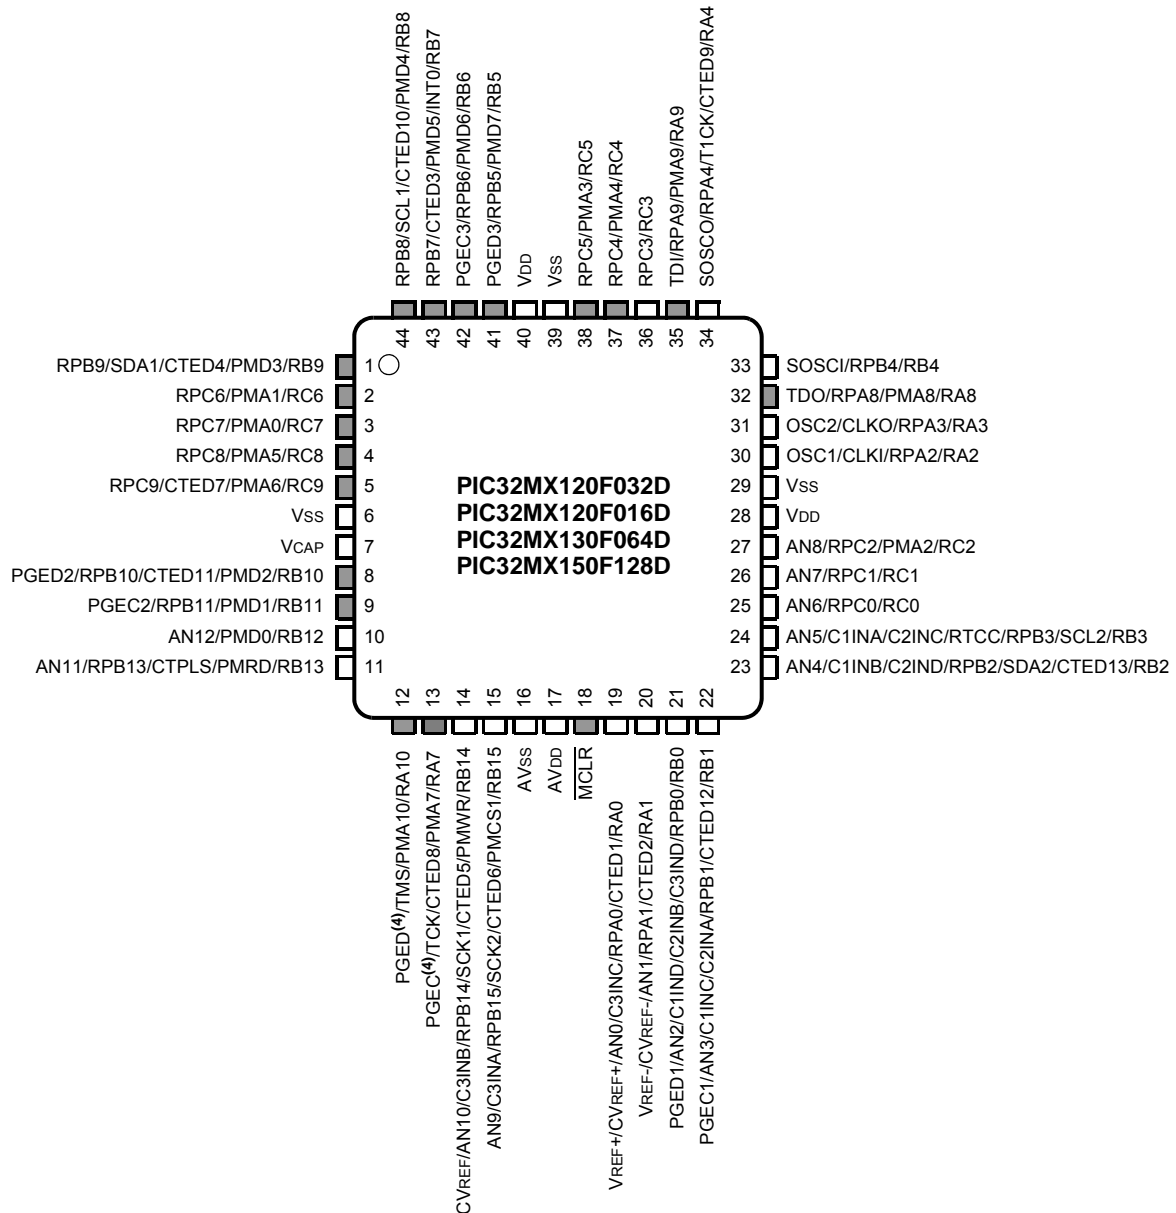 RPB8/SCL1/CTED10/PMD4/RB8
RPB7/CTED3/PMD5/INT0/RB7
PGEC3/RPB6/PMD6/RB6
PGED3/RPB5/PMD7/RB5
VDD
VSS
RPC5/PMA3/RC5
RPC4/PMA4/RC4
RPC3/RC3
TDI/RPA9/PMA9/RA9
SOSCO/RPA4/T1CK/CTED9/RA4
44 43 42 41 40 39 38 37 36 35 34
RPB9/SDA1/CTED4/PMD3/RB9 1
RPC6/PMA1/RC6 2
RPC7/PMA0/RC7 3
RPC8/PMA5/RC8 4
RPC9/CTED7/PMA6/RC9 5
VSS 6
VCAP 7
PGED2/RPB10/CTED11/PMD2/RB10 8
PGEC2/RPB11/PMD1/RB11 9
AN12/PMD0/RB12 10
AN11/RPB13/CTPLS/PMRD/RB13 11
PIC32MX120F032D
PIC32MX120F016D
PIC32MX130F064D
PIC32MX150F128D
33 SOSCI/RPB4/RB4
32 TDO/RPA8/PMA8/RA8
31 OSC2/CLKO/RPA3/RA3
30 OSC1/CLKI/RPA2/RA2
29 VSS
28 VDD
27 AN8/RPC2/PMA2/RC2
26 AN7/RPC1/RC1
25 AN6/RPC0/RC0
24 AN5/C1INA/C2INC/RTCC/RPB3/SCL2/RB3
23 AN4/C1INB/C2IND/RPB2/SDA2/CTED13/RB2
12 13 14 15 16 17 18 19 20 21 22
PGED(4)/TMS/PMA10/RA10
PGEC(4)/TCK/CTED8/PMA7/RA7
CVREF/AN10/C3INB/RPB14/SCK1/CTED5/PMWR/RB14
AN9/C3INA/RPB15/SCK2/CTED6/PMCS1/RB15
AVSS
AVDD
MCLR
VREF+/CVREF+/AN0/C3INC/RPA0/CTED1/RA0
VREF-/CVREF-/AN1/RPA1/CTED2/RA1
PGED1/AN2/C1IND/C2INB/C3IND/RPB0/RB0
PGEC1/AN3/C1INC/C2INA/RPB1/CTED12/RB1